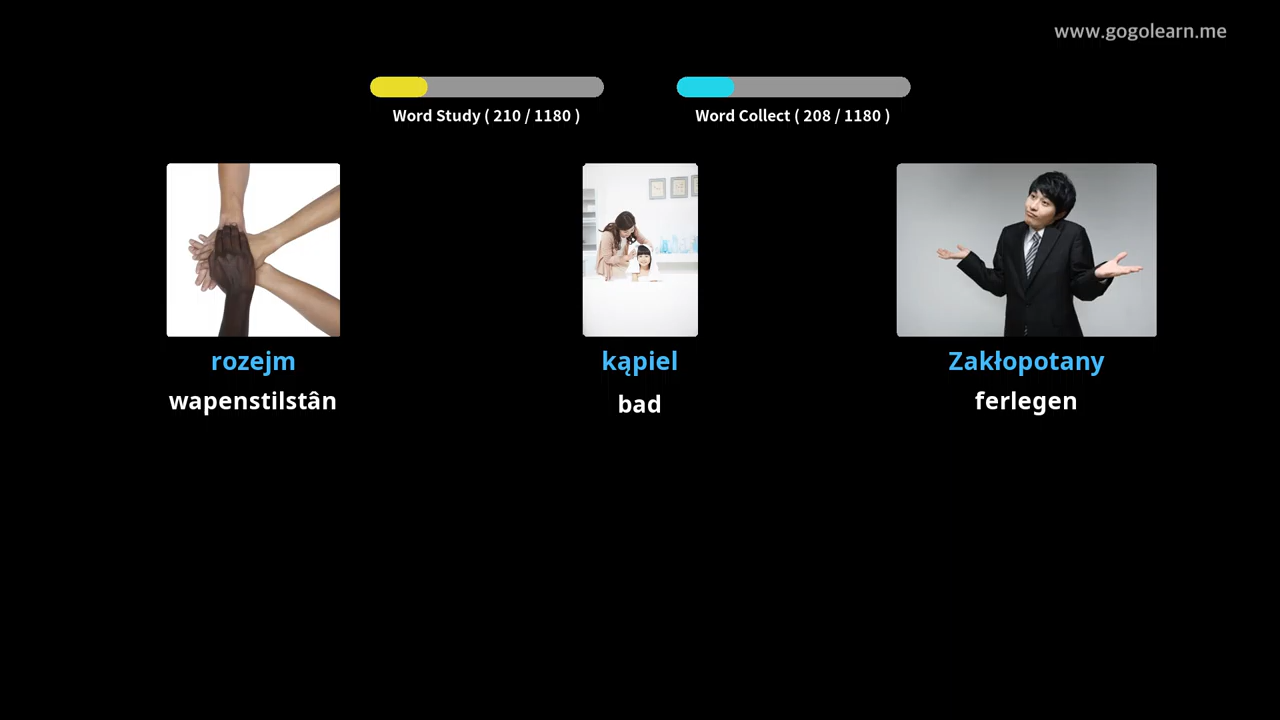 www.gogolearn.me
Word Study ( 210 / 1180 )
Word Collect ( 208 / 1180 )
rozejm
kąpiel
Zakłopotany
wapenstilstân
bad
ferlegen